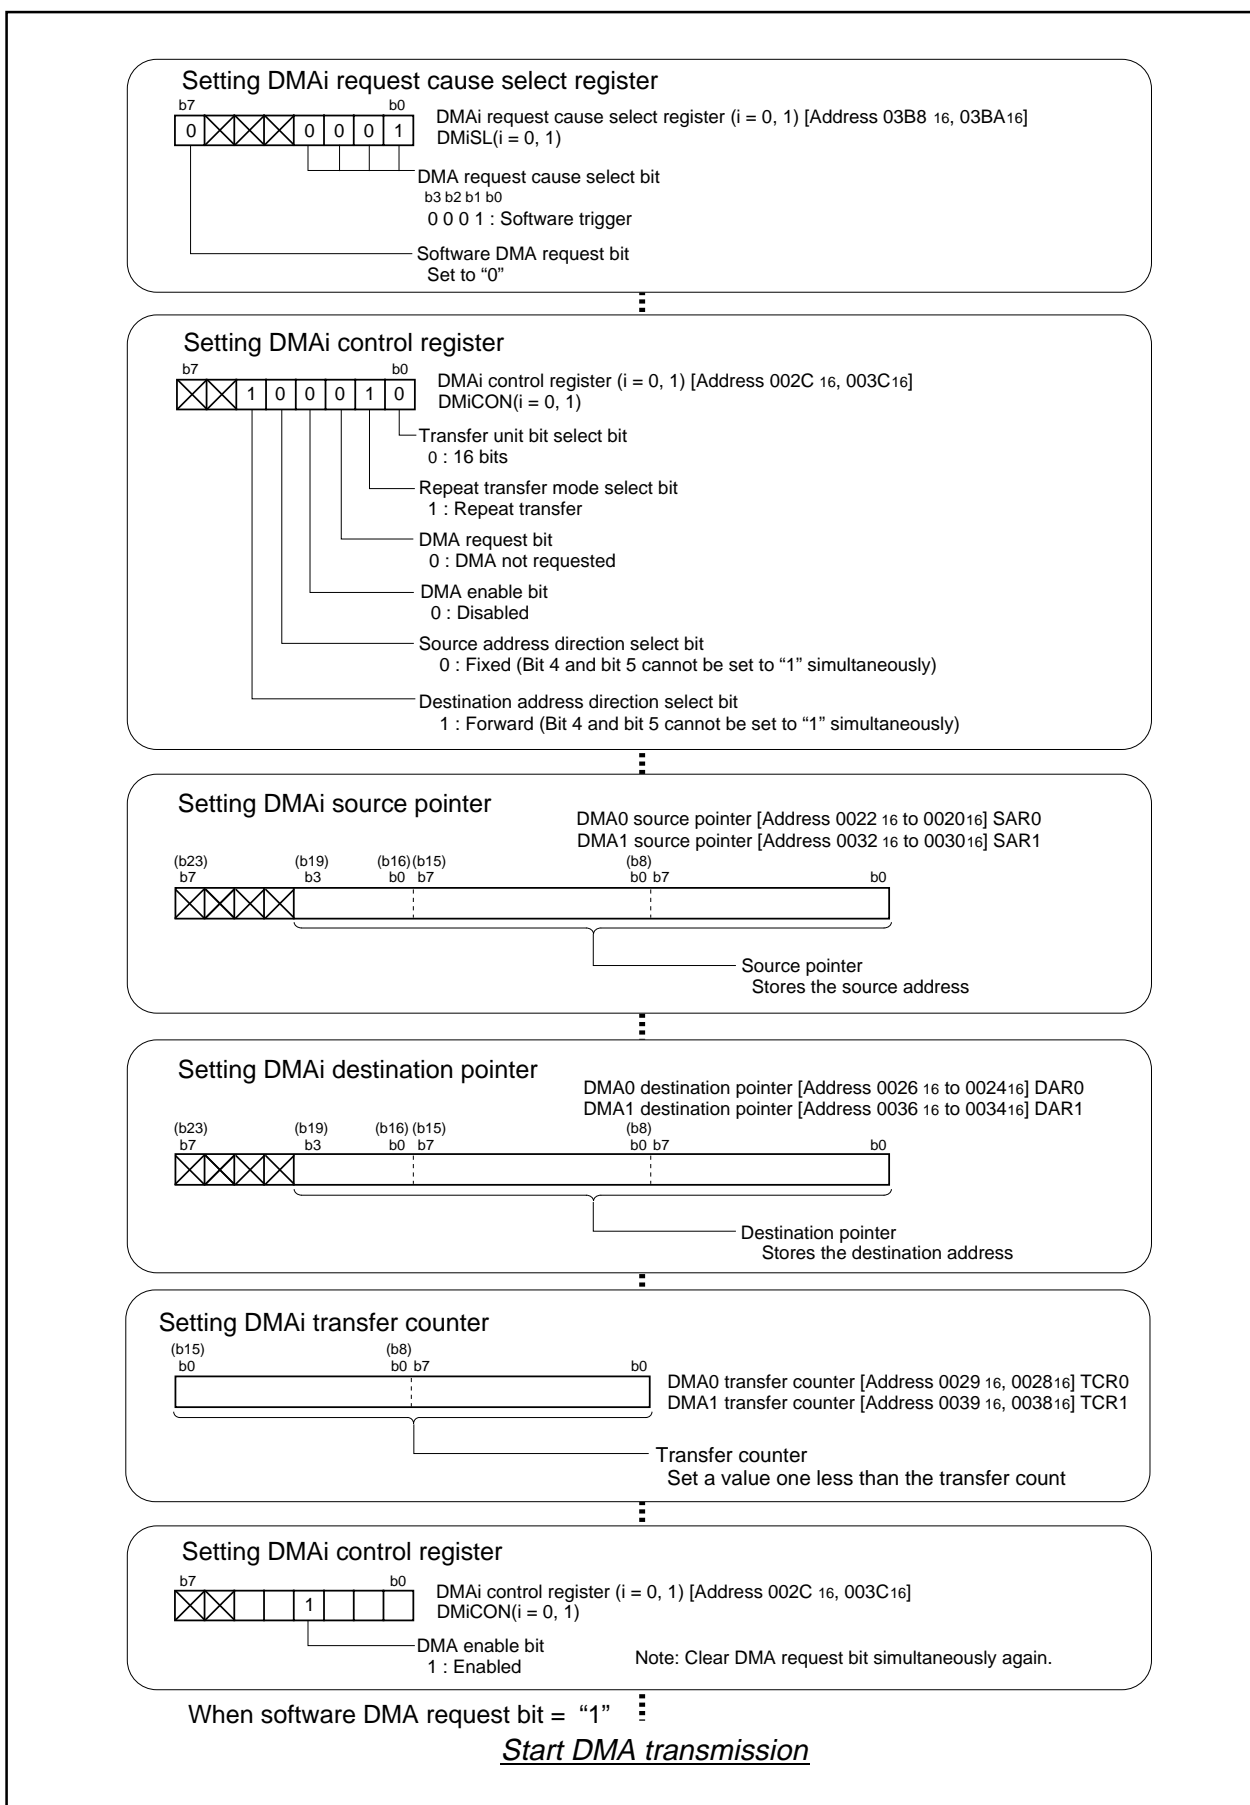 Setting DMAi request cause select register
b7 b0
0 0 0 0 1
DMAi request cause select register (i = 0, 1) [Address 03B8 16, 03BA16]
DMiSL(i = 0, 1)
DMA request cause select bit
b3 b2 b1 b0
0 0 0 1 : Software trigger
Software DMA request bit
Set to “0”
Setting DMAi control register
b7 b0
1 0 0 0 1 0
DMAi control register (i = 0, 1) [Address 002C 16, 003C16]
DMiCON(i = 0, 1)
Transfer unit bit select bit
0 : 16 bits
Repeat transfer mode select bit
1 : Repeat transfer
DMA request bit
0 : DMA not requested
DMA enable bit
0 : Disabled
Source address direction select bit
0 : Fixed (Bit 4 and bit 5 cannot be set to “1” simultaneously)
Destination address direction select bit
1 : Forward (Bit 4 and bit 5 cannot be set to “1” simultaneously)
Setting DMAi source pointer
DMA0 source pointer [Address 0022 16 to 002016] SAR0
DMA1 source pointer [Address 0032 16 to 003016] SAR1
(b23) (b19) (b16) (b15) (b8)
b7 b3 b0 b7 b0 b7 b0
Source pointer
Stores the source address
Setting DMAi destination pointer
DMA0 destination pointer [Address 0026 16 to 002416] DAR0
DMA1 destination pointer [Address 0036 16 to 003416] DAR1
(b23) (b19) (b16) (b15) (b8)
b7 b3 b0 b7 b0 b7 b0
Destination pointer
Stores the destination address
Setting DMAi transfer counter
(b15) (b8)
b0 b0 b7 b0
DMA0 transfer counter [Address 0029 16, 002816] TCR0
DMA1 transfer counter [Address 0039 16, 003816] TCR1
Transfer counter
Set a value one less than the transfer count
Setting DMAi control register
b7 b0
1
DMAi control register (i = 0, 1) [Address 002C 16, 003C16]
DMiCON(i = 0, 1)
DMA enable bit
1 : Enabled
Note: Clear DMA request bit simultaneously again.
When software DMA request bit = “1”
Start DMA transmission